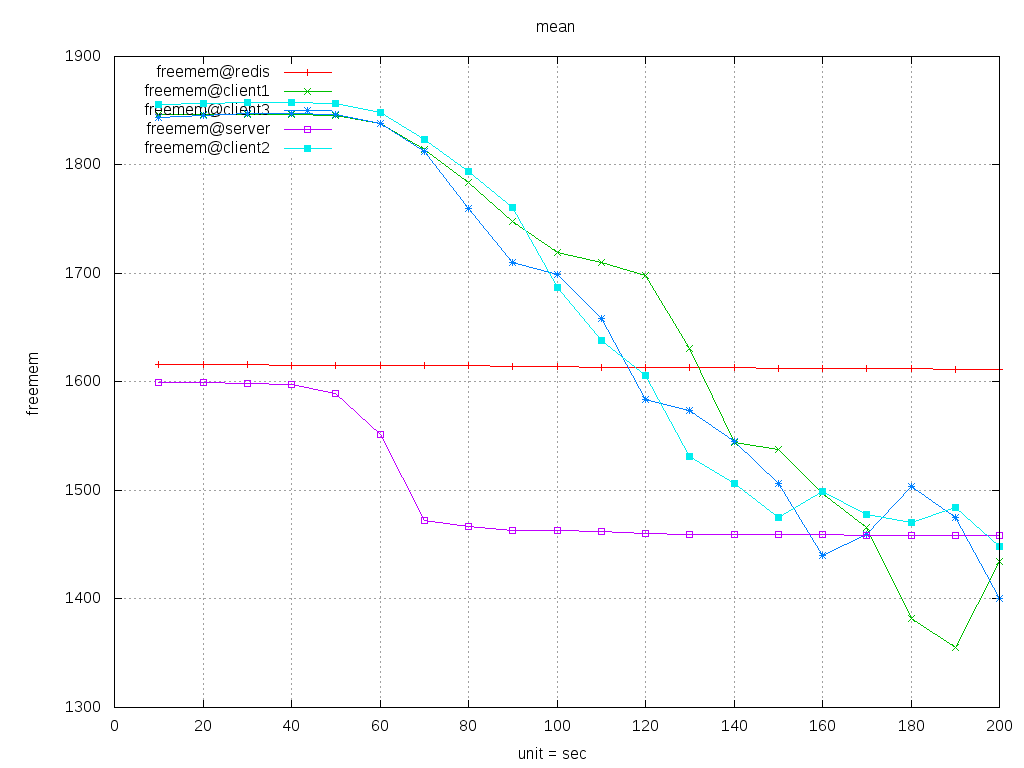 mean
1900
1800
1700
1600
1500
1400
1300
freemem
freemem@redis
freemem@client1
freemem@client3
freemem@server
freemem@client2
0 20 40 60 80 100 120 140 160 180 200
unit = sec